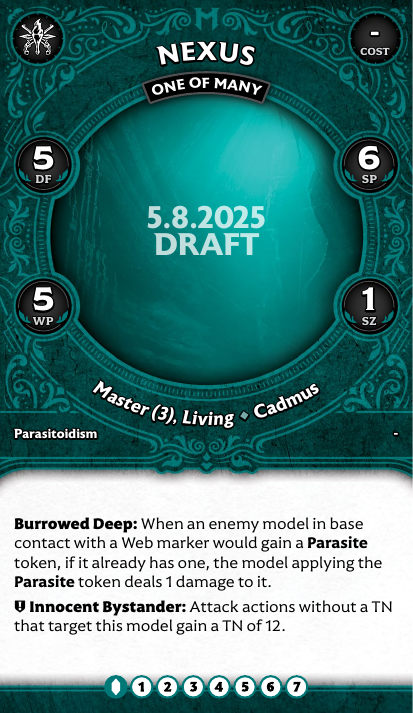 NEXUS
-
COST
ONE OF MANY
5
DF
6
SP
5.8.2025
DRAFT
5
WP
1
SZ
Master (3), Living ◆ Cadmus
Parasitoidism -
Burrowed Deep: When an enemy model in base
contact with a Web marker would gain a Parasite
token, if it already has one, the model applying the
Parasite token deals 1 damage to it.
Innocent Bystander: Attack actions without a TN
that target this model gain a TN of 12.
1 2 3 4 5 6 7